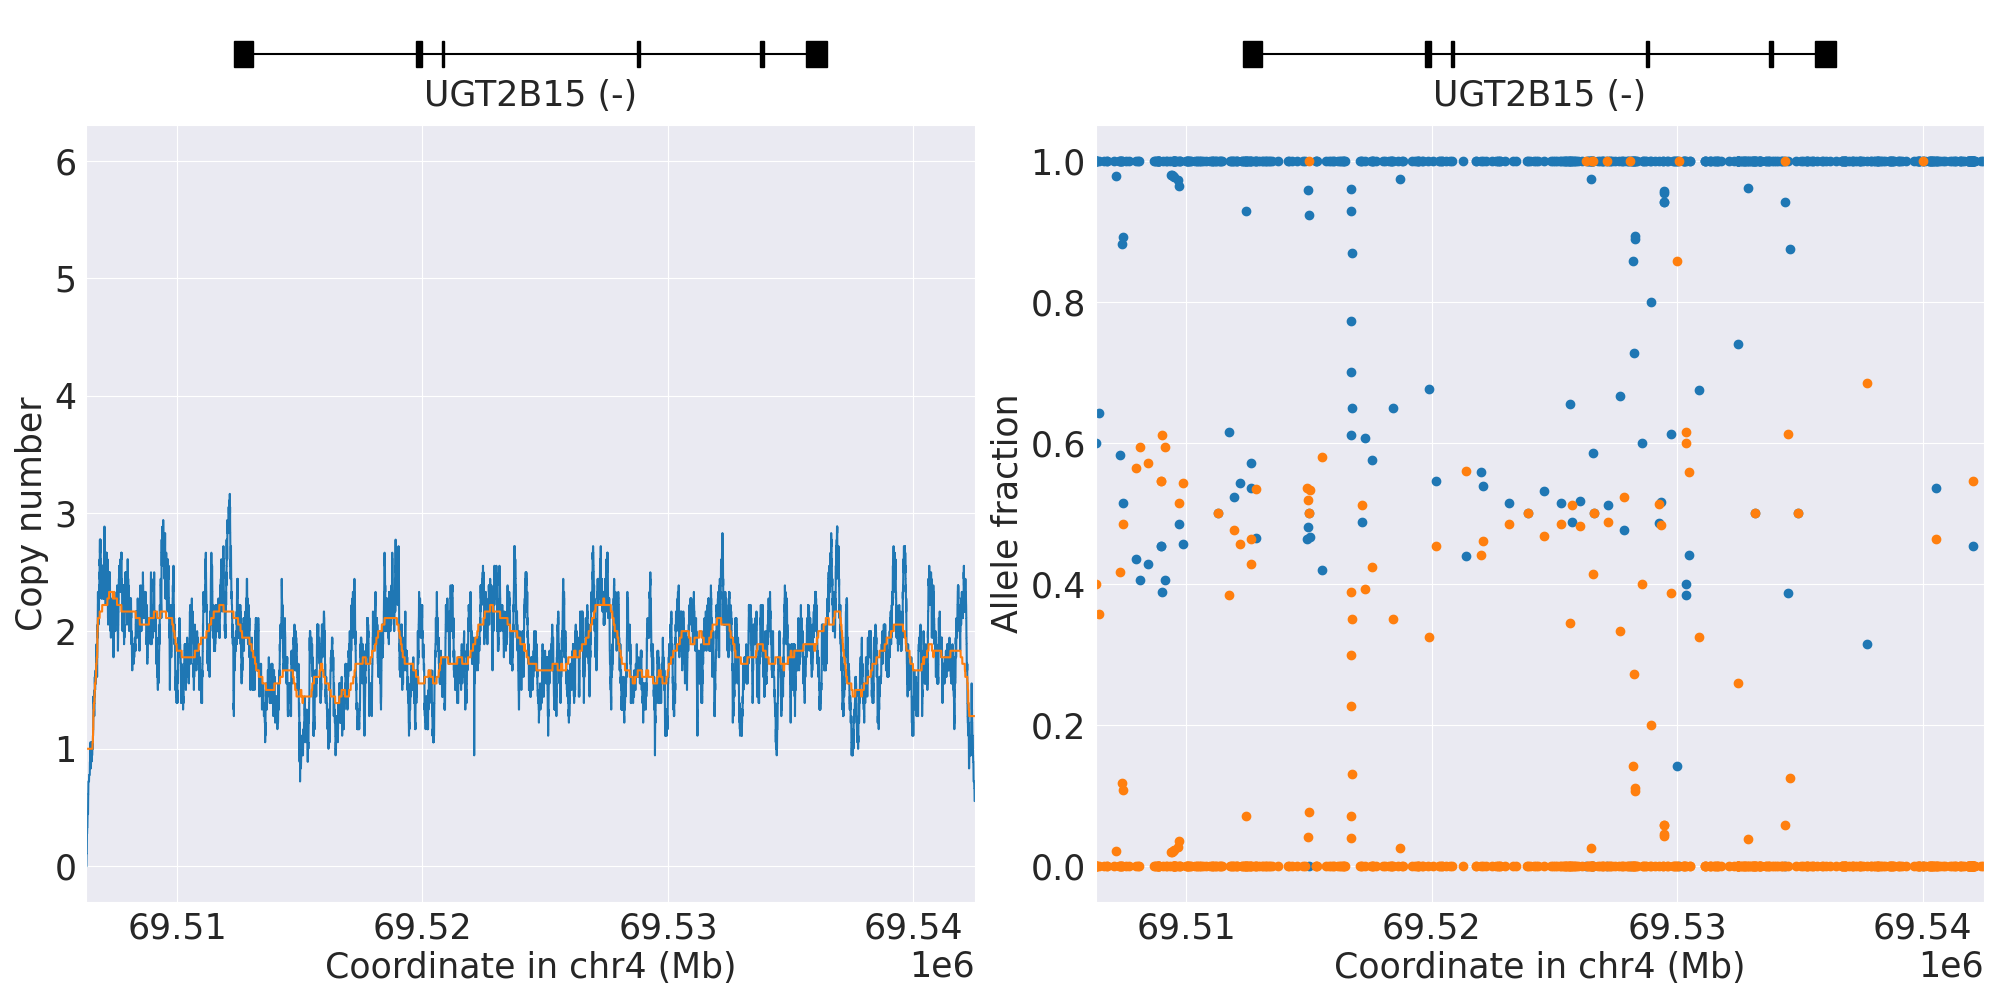 UGT2B15 (-)
6
5
4
3
2
1
0
Copy number
69.51
69.52
69.53
69.54
Coordinate in chr4 (Mb)
1e6
UGT2B15 (-)
1.0
0.8
0.6
0.4
0.2
0.0
Allele fraction
69.51
69.52
69.53
69.54
Coordinate in chr4 (Mb)
1e6